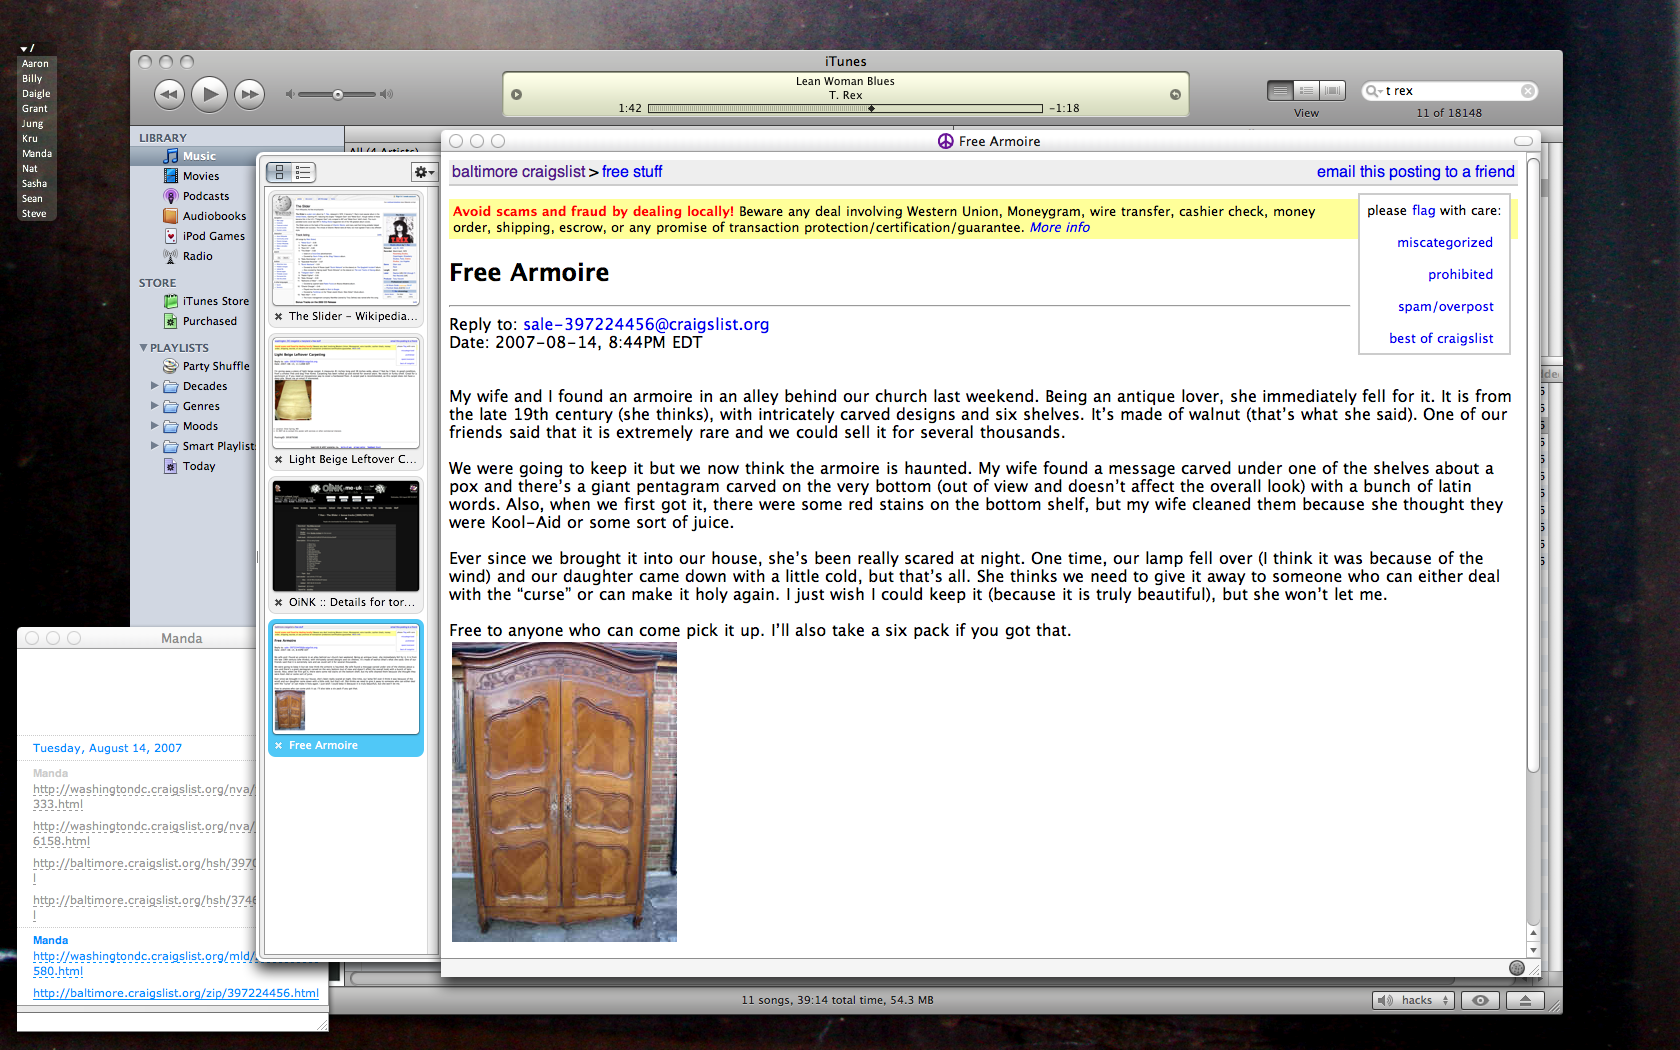 /
Aaron
Billy
Daigle
Grant
Jung
Kru
Manda
Nat
Sasha
Sean
Steve
iTunes
Lean Woman Blues
T. Rex
1:42
-1:18
View
t rex
11 of 18148
LIBRARY
Music
Movies
Podcasts
Audiobooks
iPod Games
Radio
STORE
iTunes Store
Purchased
PLAYLISTS
Party Shuffle
Decades
Genres
Moods
Smart Playlists
Today
All (4 Artists)
The Slider – Wikipedia...
Light Beige Leftover C...
OiNK :: Details for tor...
Free Armoire
Free Armoire
baltimore craigslist > free stuff
email this posting to a friend
Avoid scams and fraud by dealing locally! Beware any deal involving Western Union, Moneygram, wire transfer, cashier check, money
order, shipping, escrow, or any promise of transaction protection/certification/guarantee. More info
please flag with care:
miscategorized
prohibited
spam/overpost
best of craigslist
Free Armoire
Reply to: sale-397224456@craigslist.org
Date: 2007-08-14, 8:44PM EDT
My wife and I found an armoire in an alley behind our church last weekend. Being an antique lover, she immediately fell for it. It is from
the late 19th century (she thinks), with intricately carved designs and six shelves. It's made of walnut (that's what she said). One of our
friends said that it is extremely rare and we could sell it for several thousands.
We were going to keep it but we now think the armoire is haunted. My wife found a message carved under one of the shelves about a
pox and there's a giant pentagram carved on the very bottom (out of view and doesn't affect the overall look) with a bunch of latin
words. Also, when we first got it, there were some red stains on the bottom shelf, but my wife cleaned them because she thought they
were Kool-Aid or some sort of juice.
Ever since we brought it into our house, she's been really scared at night. One time, our lamp fell over (I think it was because of the
wind) and our daughter came down with a little cold, but that's all. She thinks we need to give it away to someone who can either deal
with the “curse” or can make it holy again. I just wish I could keep it (because it is truly beautiful), but she won't let me.
Free to anyone who can come pick it up. I'll also take a six pack if you got that.
Manda
Tuesday, August 14, 2007
Manda
http://washingtondc.craigslist.org/nva/
333.html
http://washingtondc.craigslist.org/nva/
6158.html
http://baltimore.craigslist.org/hsh/3970
l
http://baltimore.craigslist.org/hsh/3746
l
Manda
http://washingtondc.craigslist.org/mld/
580.html
http://baltimore.craigslist.org/zip/397224456.html
11 songs, 39:14 total time, 54.3 MB
hacks